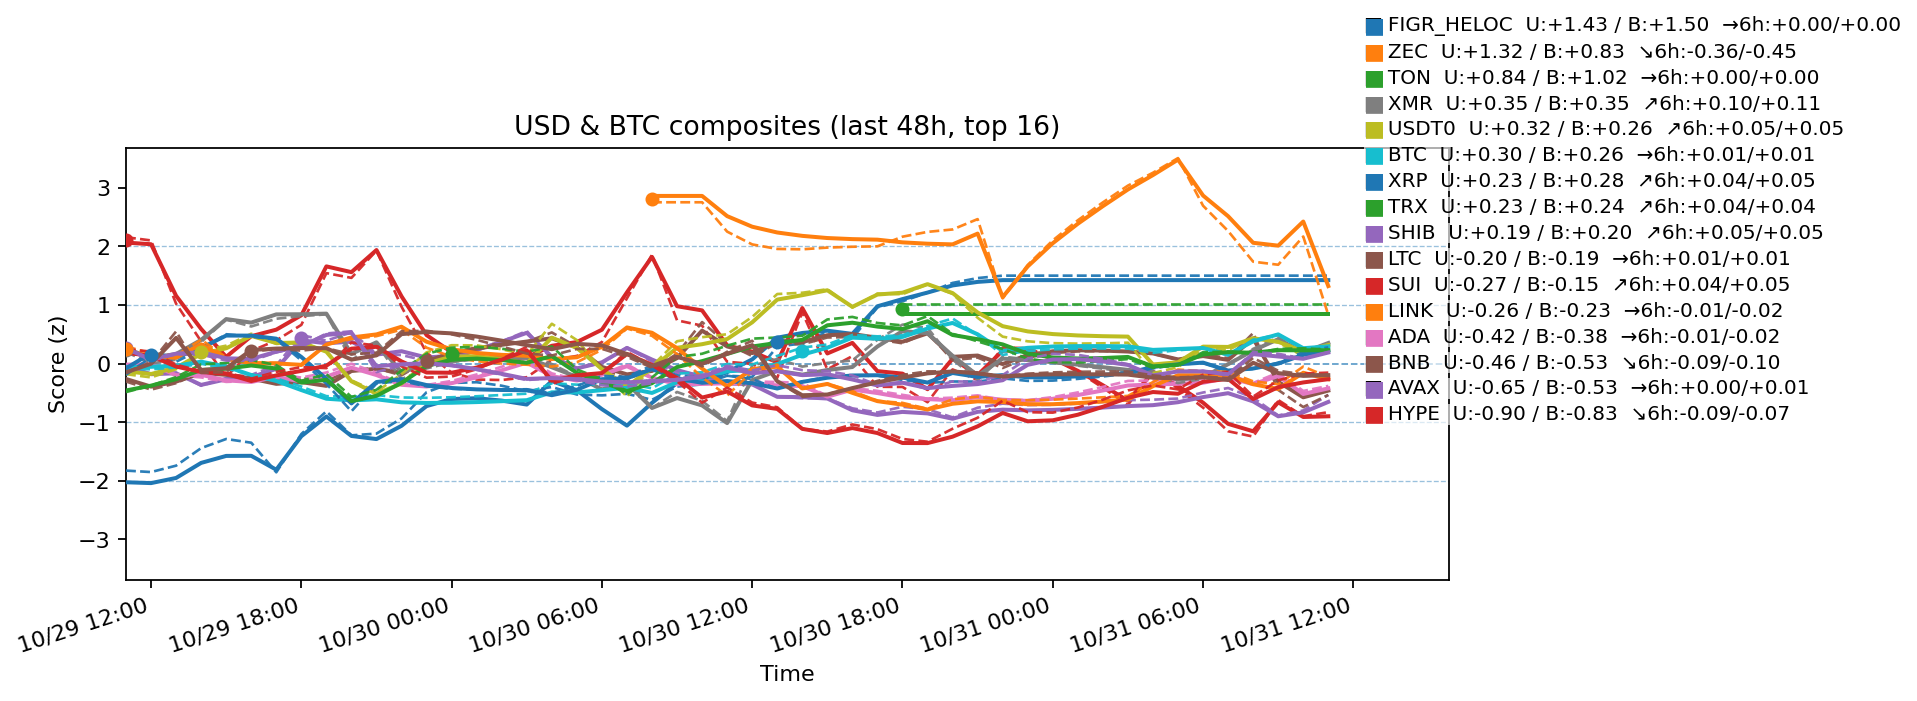 FIGR_HELOC U:+1.43 / B:+1.50 →6h:+0.00/+0.00
ZEC U:+1.32 / B:+0.83 ↘6h:-0.36/-0.45
TON U:+0.84 / B:+1.02 →6h:+0.00/+0.00
XMR U:+0.35 / B:+0.35 ↗6h:+0.10/+0.11
USDT0 U:+0.32 / B:+0.26 ↗6h:+0.05/+0.05
BTC U:+0.30 / B:+0.26 →6h:+0.01/+0.01
XRP U:+0.23 / B:+0.28 ↗6h:+0.04/+0.05
TRX U:+0.23 / B:+0.24 ↗6h:+0.04/+0.04
SHIB U:+0.19 / B:+0.20 ↗6h:+0.05/+0.05
LTC U:-0.20 / B:-0.19 →6h:+0.01/+0.01
SUI U:-0.27 / B:-0.15 ↗6h:+0.04/+0.05
LINK U:-0.26 / B:-0.23 →6h:-0.01/-0.02
ADA U:-0.42 / B:-0.38 →6h:-0.01/-0.02
BNB U:-0.46 / B:-0.53 ↘6h:-0.09/-0.10
AVAX U:-0.65 / B:-0.53 →6h:+0.00/+0.01
HYPE U:-0.90 / B:-0.83 ↘6h:-0.09/-0.07
USD & BTC composites (last 48h, top 16)
Score (z)
3
2
1
0
−1
−2
−3
10/29 12:00
10/29 18:00
10/30 00:00
10/30 06:00
10/30 12:00
10/30 18:00
10/31 00:00
10/31 06:00
10/31 12:00
Time